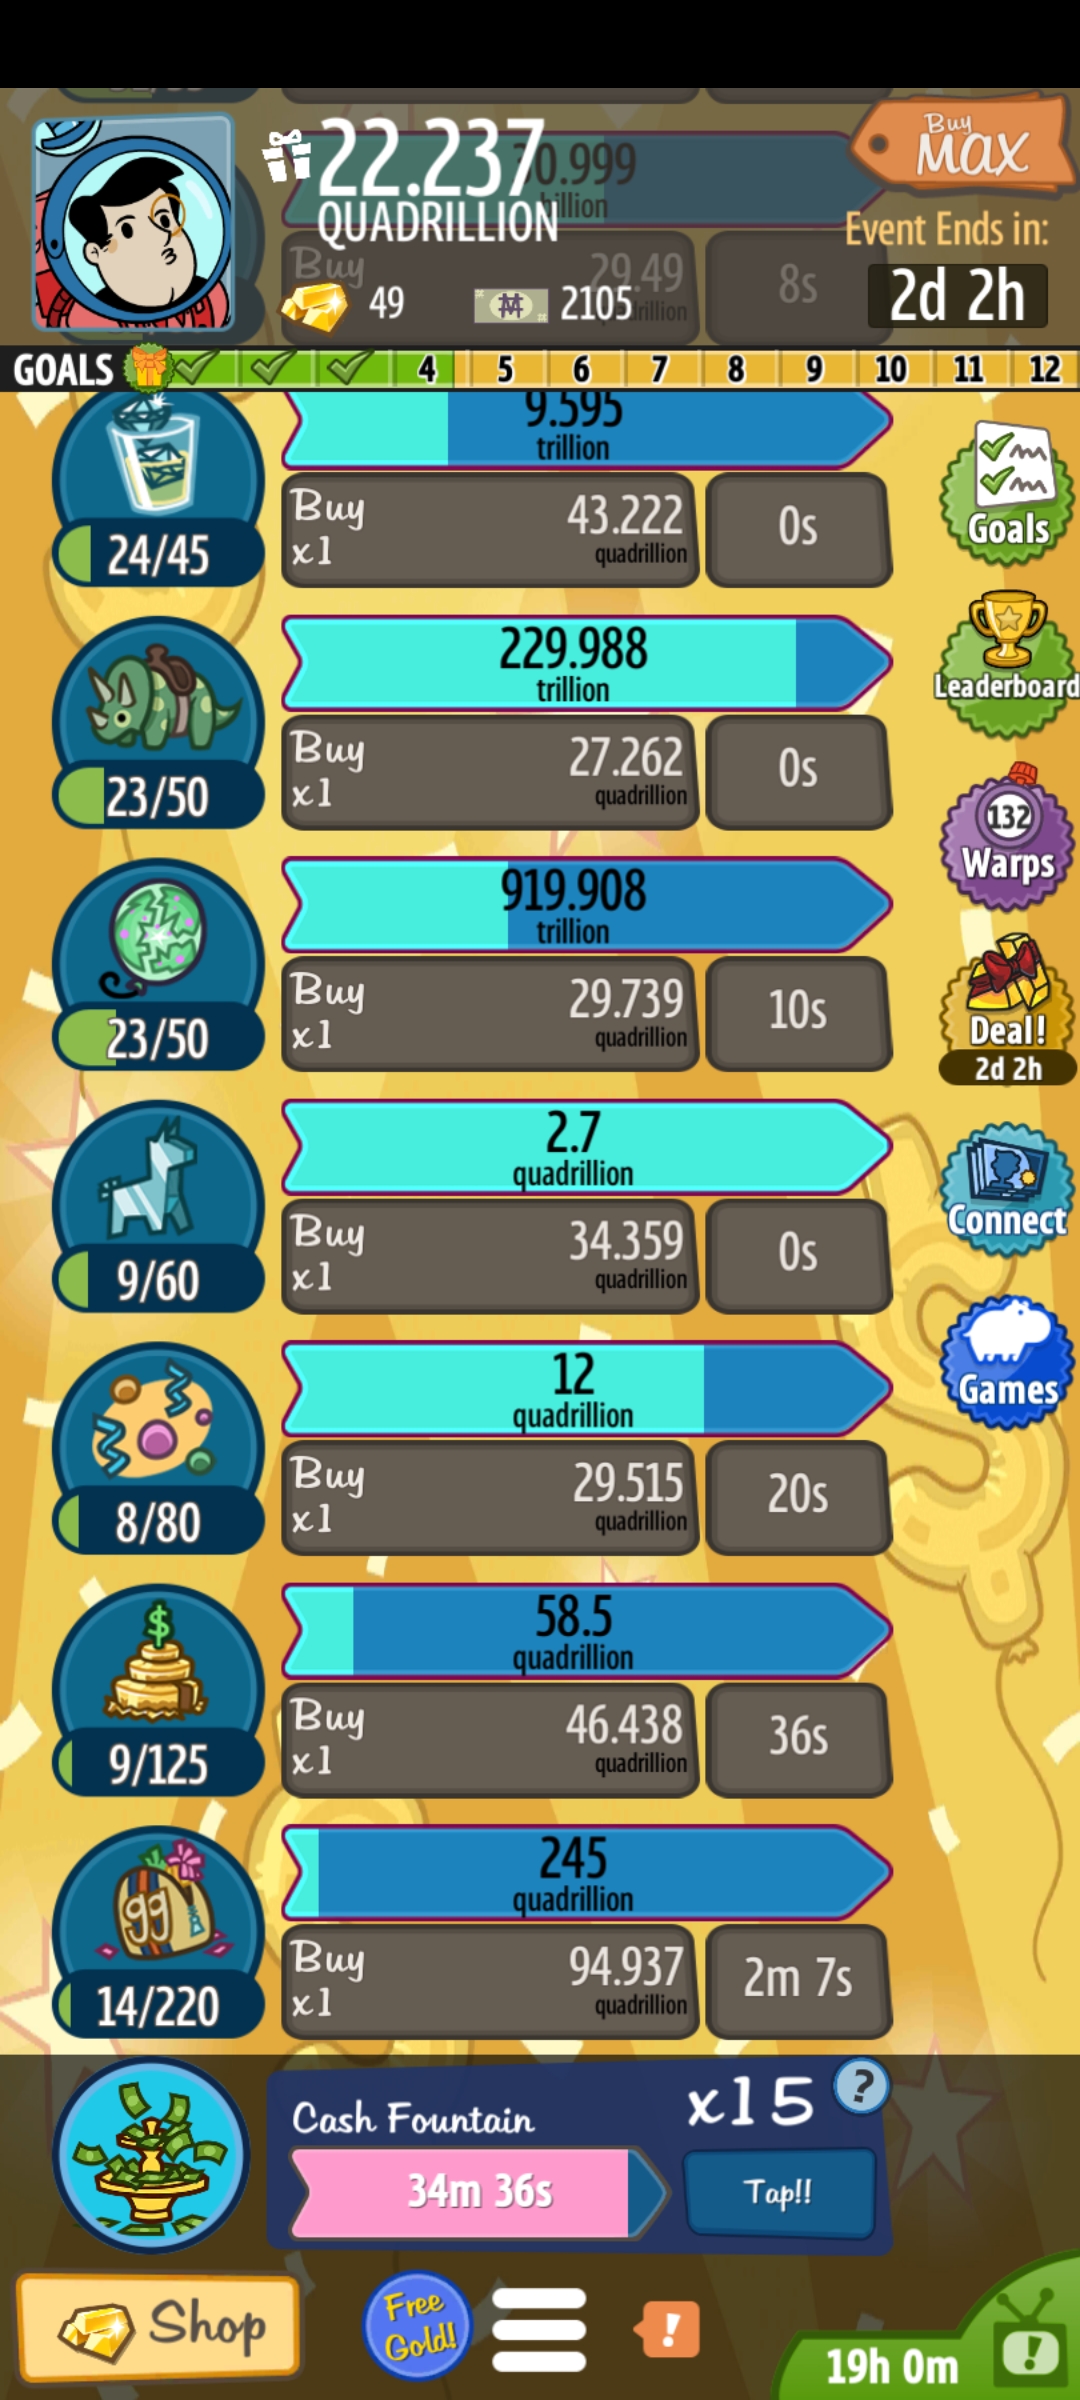 22.237
QUADRILLION
49
2105
Buy
MAX
Event Ends in:
2d 2h
Buy
29.49
8s
GOALS
4
5
6
7
8
9
10
11
12
9.595
trillion
24/45
Buy
x1
43.222
quadrillion
0s
Goals
229.988
trillion
23/50
Buy
x1
27.262
quadrillion
0s
Leaderboard
919.908
trillion
23/50
Buy
x1
29.739
quadrillion
10s
132
Warps
Deal!
2d 2h
2.7
quadrillion
9/60
Buy
x1
34.359
quadrillion
0s
Connect
12
quadrillion
8/80
Buy
x1
29.515
quadrillion
20s
Games
58.5
quadrillion
$
9/125
Buy
x1
46.438
quadrillion
36s
245
quadrillion
gg
14/220
Buy
x1
94.937
quadrillion
2m 7s
Cash Fountain
x15
?
34m 36s
Tap!!
Shop
Free
Gold!
!
19h 0m
!